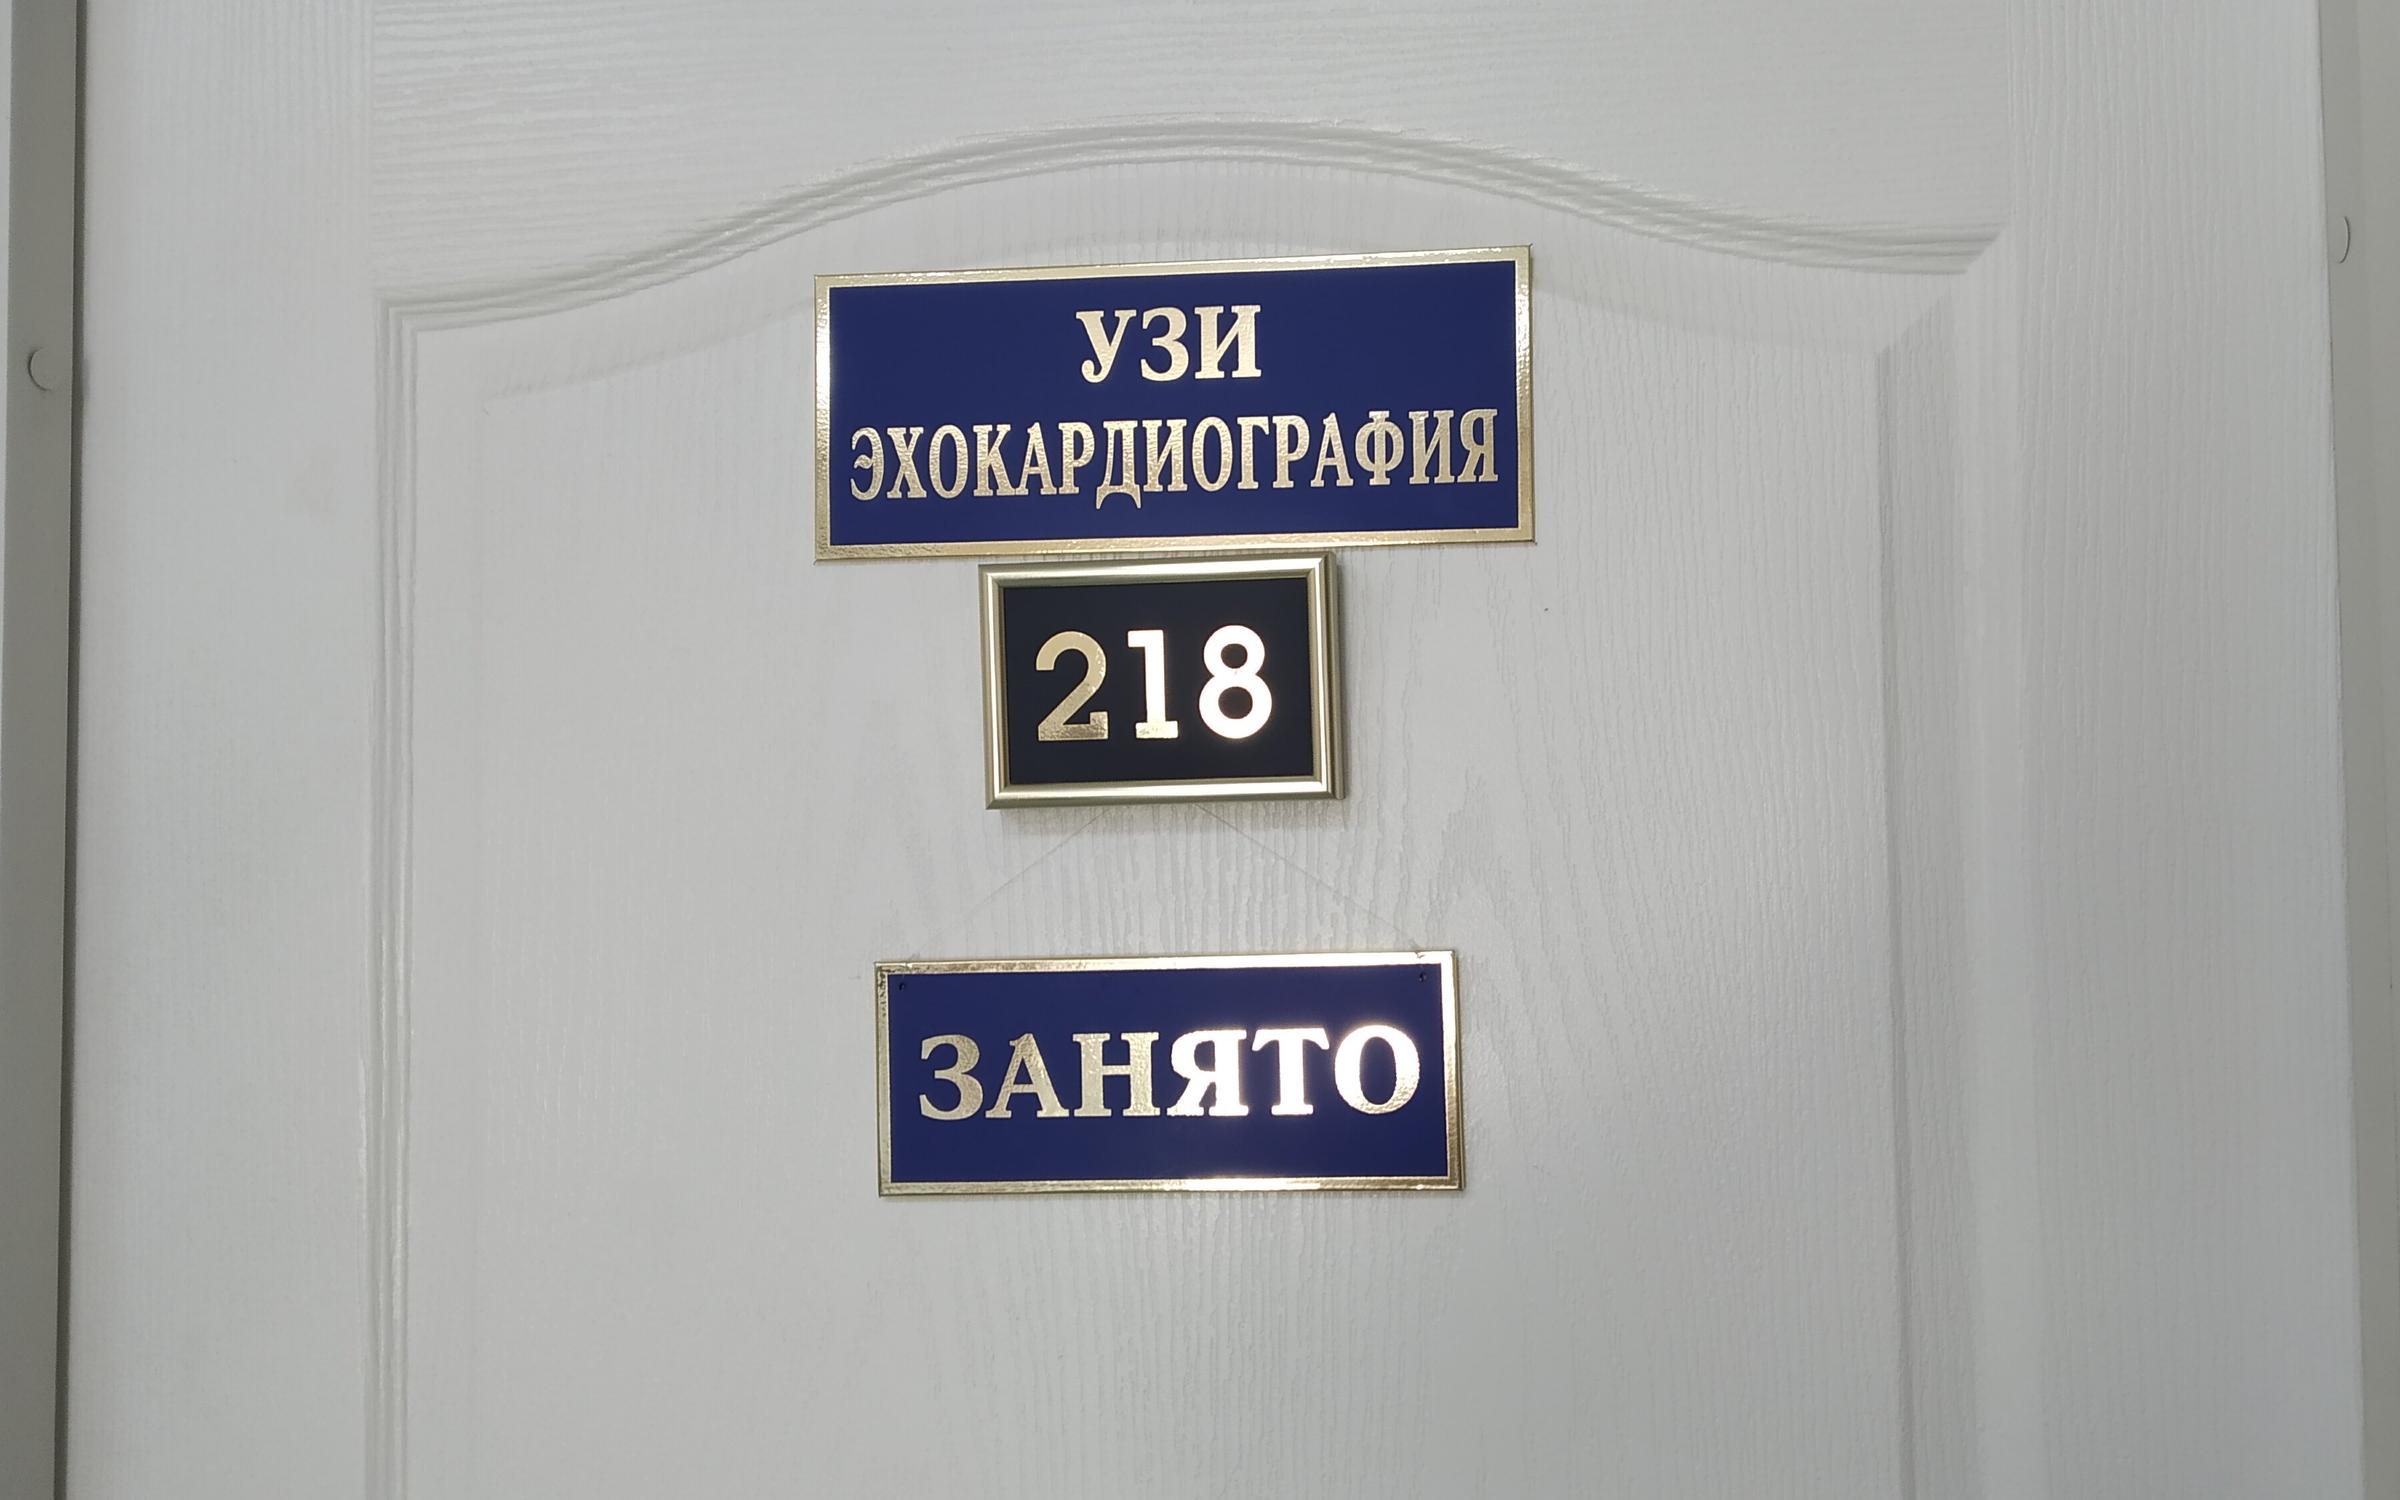 УЗИ
ЭХОКАРДИОГРАФИЯ
218
ЗАНЯТО